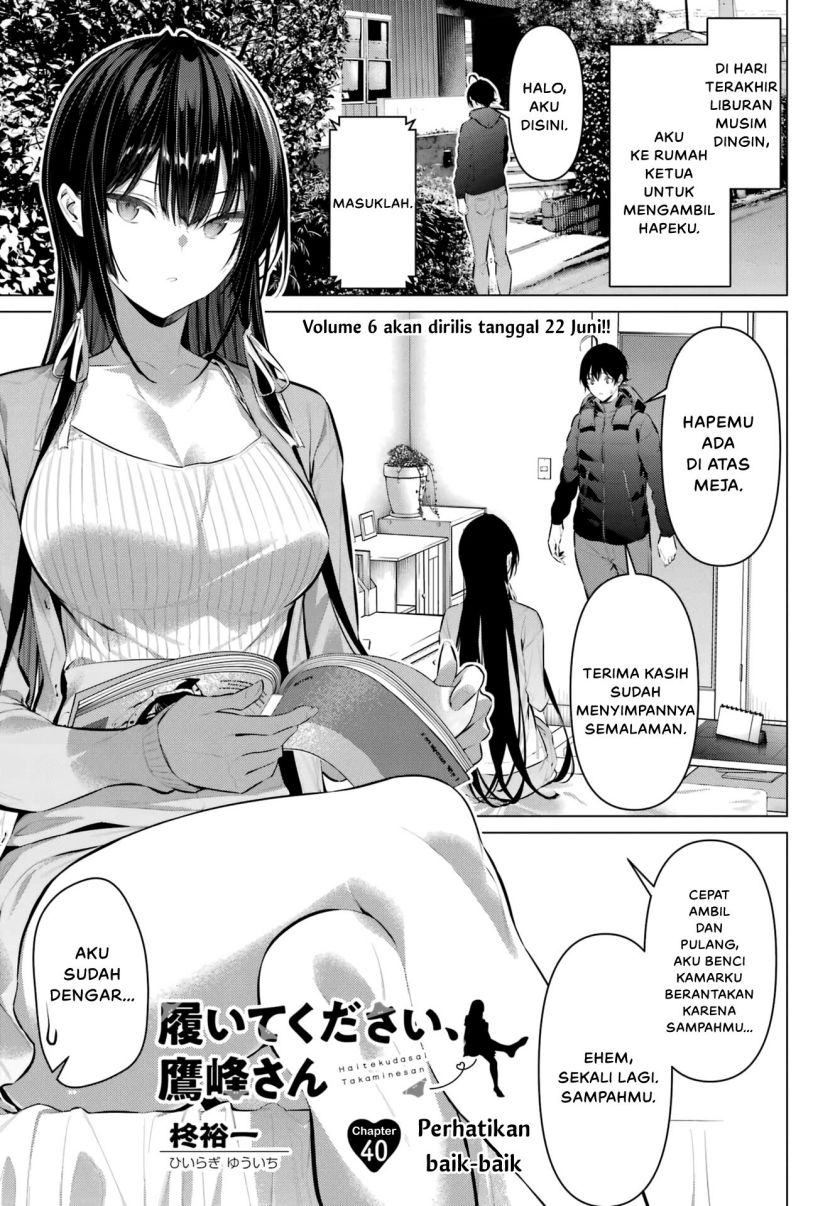 DI HARI
TERAKHIR
LIBURAN
MUSIM
DINGIN,
AKU
KE RUMAH
KETUA
UNTUK
MENGAMBIL
HAPEKU.
HALO,
AKU
DISINI.
MASUKLAH.
Volume 6 akan dirilis tanggal 22 Juni!!
HAPEMU
ADA
DI ATAS
MEJA.
TERIMA KASIH
SUDAH
MENYIMPANNYA
SEMALAMAN.
CEPAT
AMBIL
DAN
PULANG,
AKU BENCI
KAMARKU
BERANTAKAN
KARENA
SAMPAHMU...
EHEM,
SEKALI LAGI.
SAMPAHMU.
AKU
SUDAH
DENGAR...
履いてください、
鷹峰さん
Haitekudasai
Takaminesan
柊裕一
ひいらぎ ゆういち
Chapter
40
Perhatikan
baik-baik